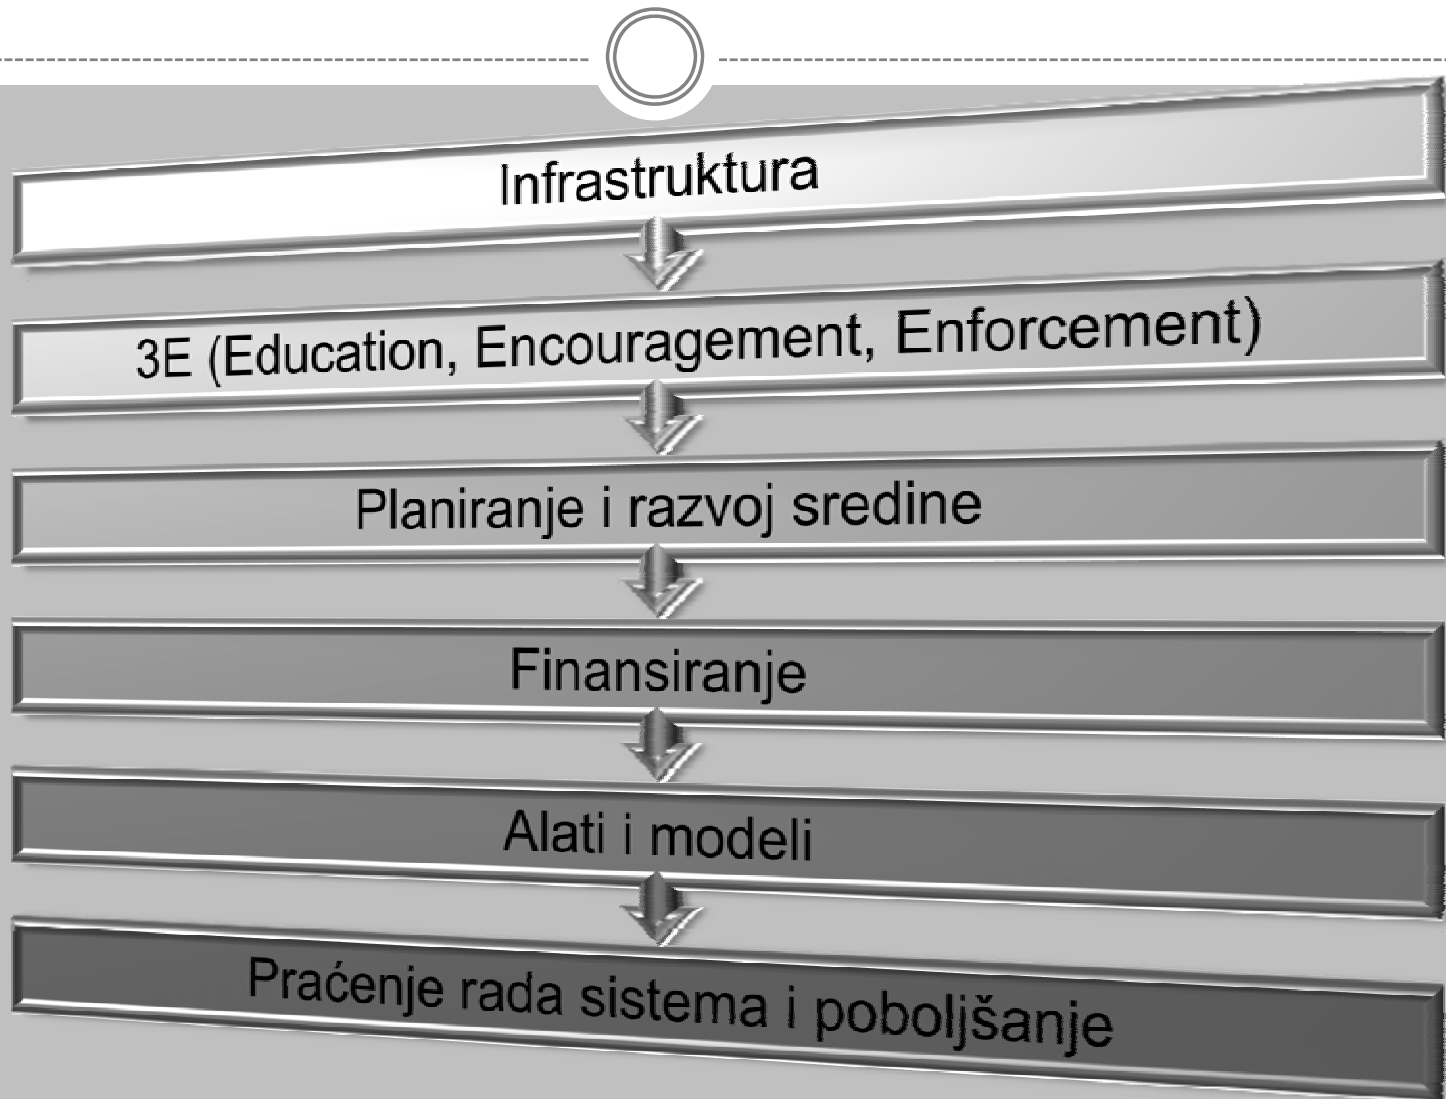 Infrastruktura
3E (Education, Encouragement, Enforcement)
Planiranje i razvoj sredine
Finansiranje
Alati i modeli
Praćenje rada sistema i poboljšanje